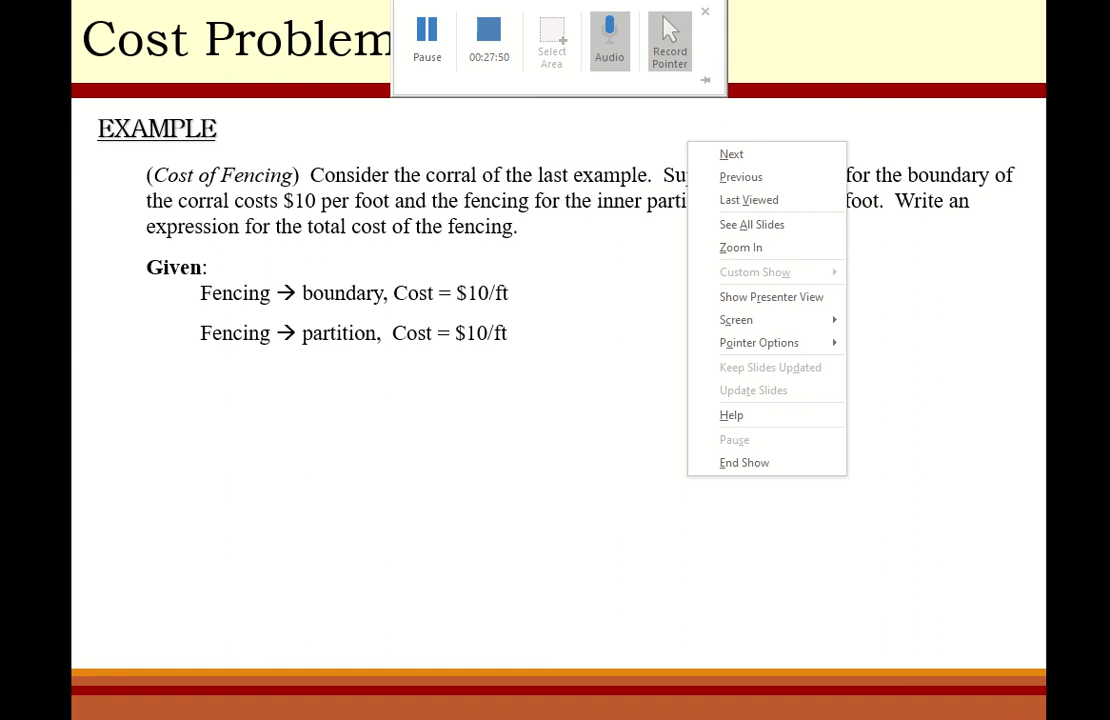 Cost Problem
Pause
00:27:50
Select
Area
Audio
Record
Pointer
EXAMPLE
(Cost of Fencing) Consider the corral of the last example. for the boundary of
the corral costs $10 per foot and the fencing for the inner foot. Write an
expression for the total cost of the fencing.
Given:
Fencing → boundary, Cost = $10/ft
Fencing → partition, Cost = $10/ft
Next
Previous
Last Viewed
See All Slides
Zoom In
Custom Show
Show Presenter View
Screen
Pointer Options
Keep Slides Updated
Update Slides
Help
Pause
End Show